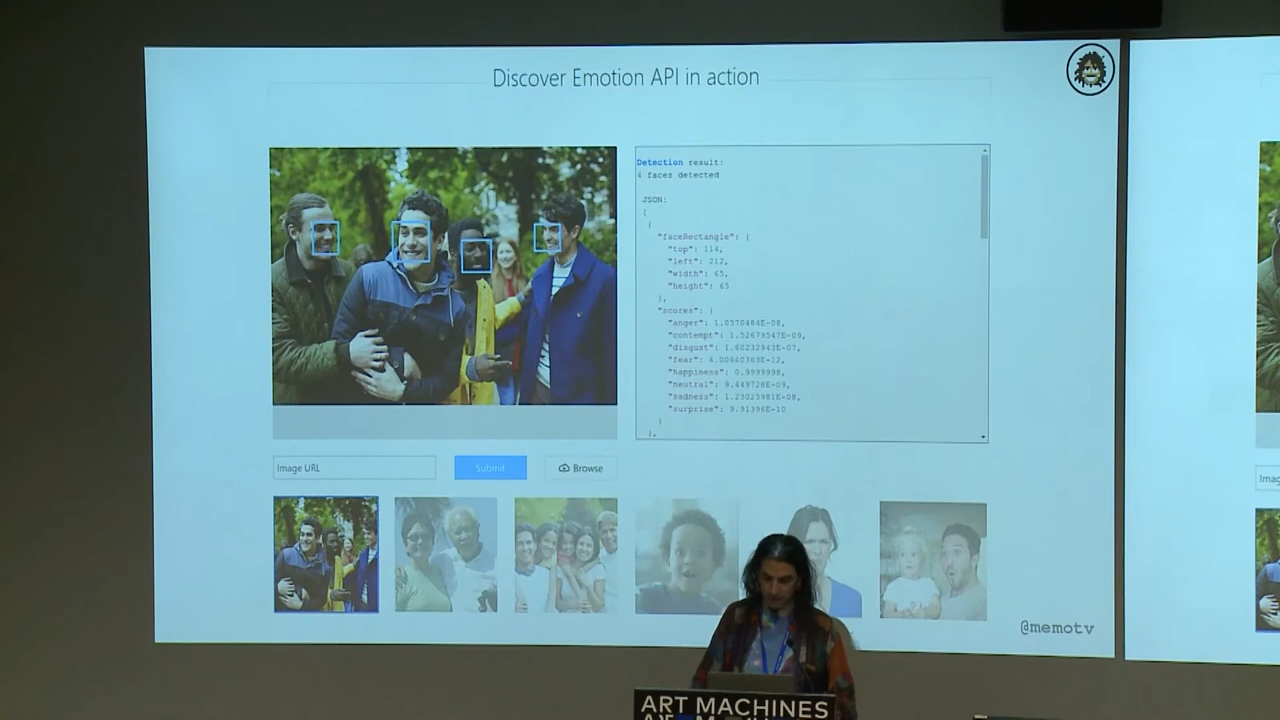 Discover Emotion API in action
Detection result:
4 faces detected
JSON:
[
{
"faceRectangle": {
"top": 114,
"left": 212,
"width": 65,
"height": 65
},
"scores": {
"anger": 1.0570484E-08,
"contempt": 1.52679547E-09,
"disgust": 1.60232943E-07,
"fear": 6.00660363E-12,
"happiness": 0.9999998,
"neutral": 9.449728E-09,
"sadness": 1.23025981E-08,
"surprise": 9.91396E-10
}
},
Image URL
Submit
Browse
@memotv
ART MACHINES